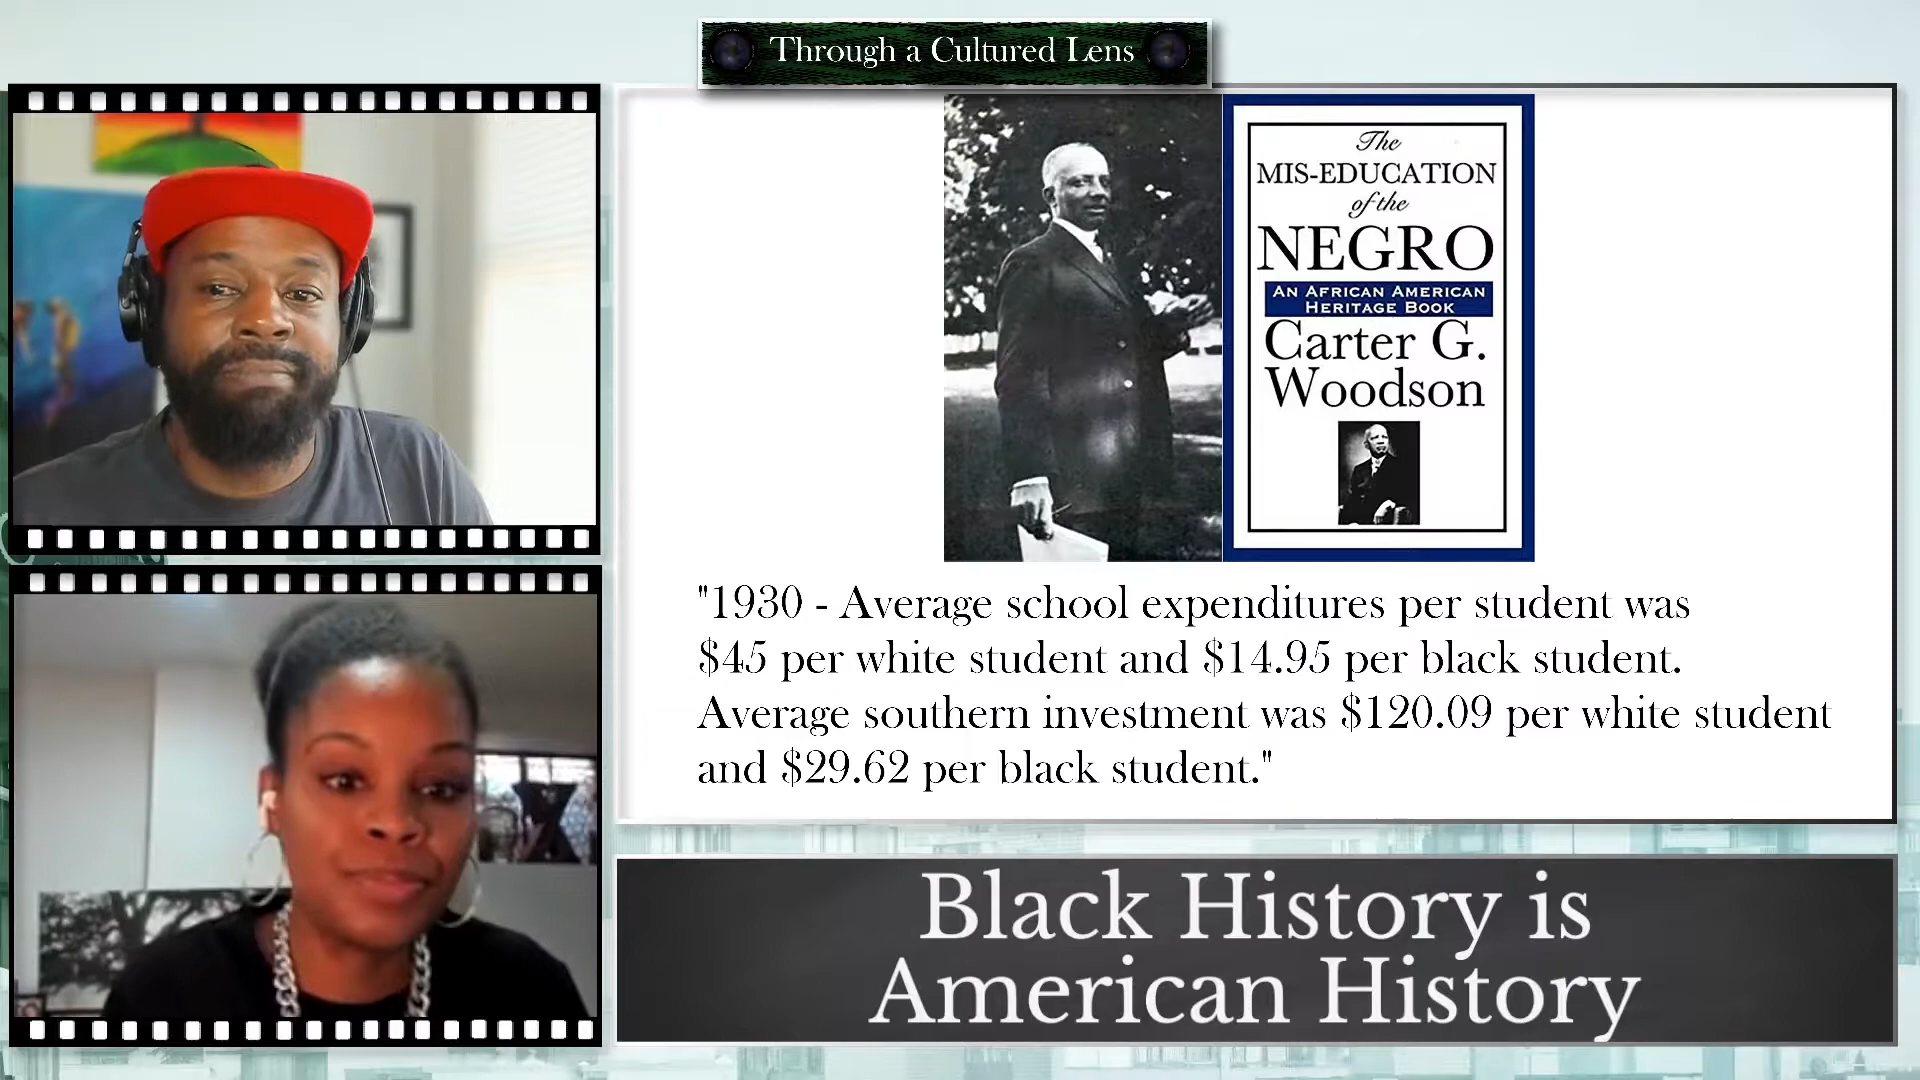 Through a Cultured Lens
The
MIS-EDUCATION
of the
NEGRO
AN AFRICAN AMERICAN
HERITAGE BOOK
Carter G.
Woodson
"1930 - Average school expenditures per student was
$45 per white student and $14.95 per black student.
Average southern investment was $120.09 per white student
and $29.62 per black student."
Black History is
American History